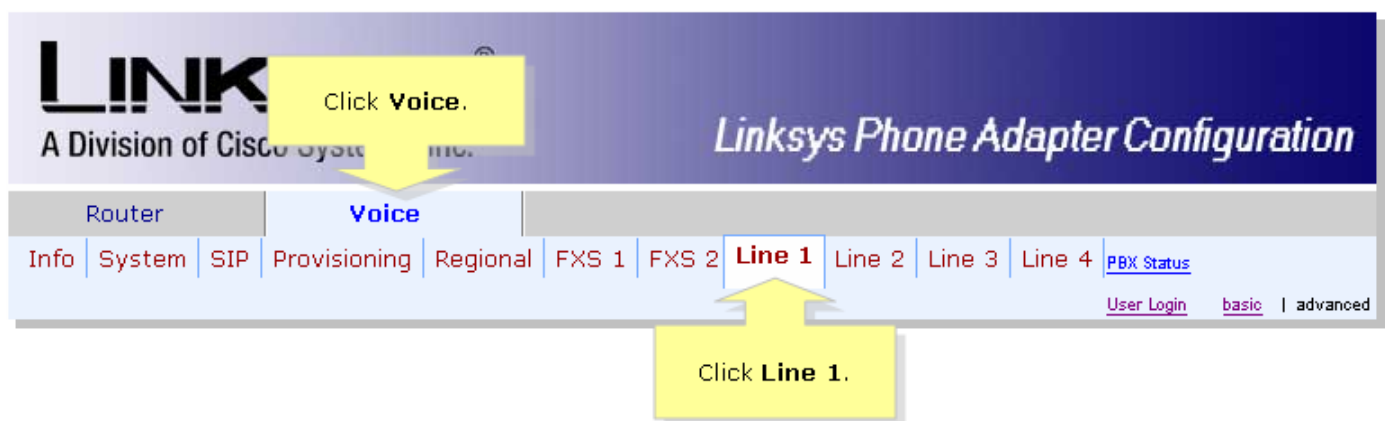 LINK ®
Click Voice.
A Division of Cisco Systems, Inc.
Linksys Phone Adapter Configuration
Router Voice
Info System SIP Provisioning Regional FXS 1 FXS 2 Line 1 Line 2 Line 3 Line 4 PBX Status
User Login basic | advanced
Click Line 1.